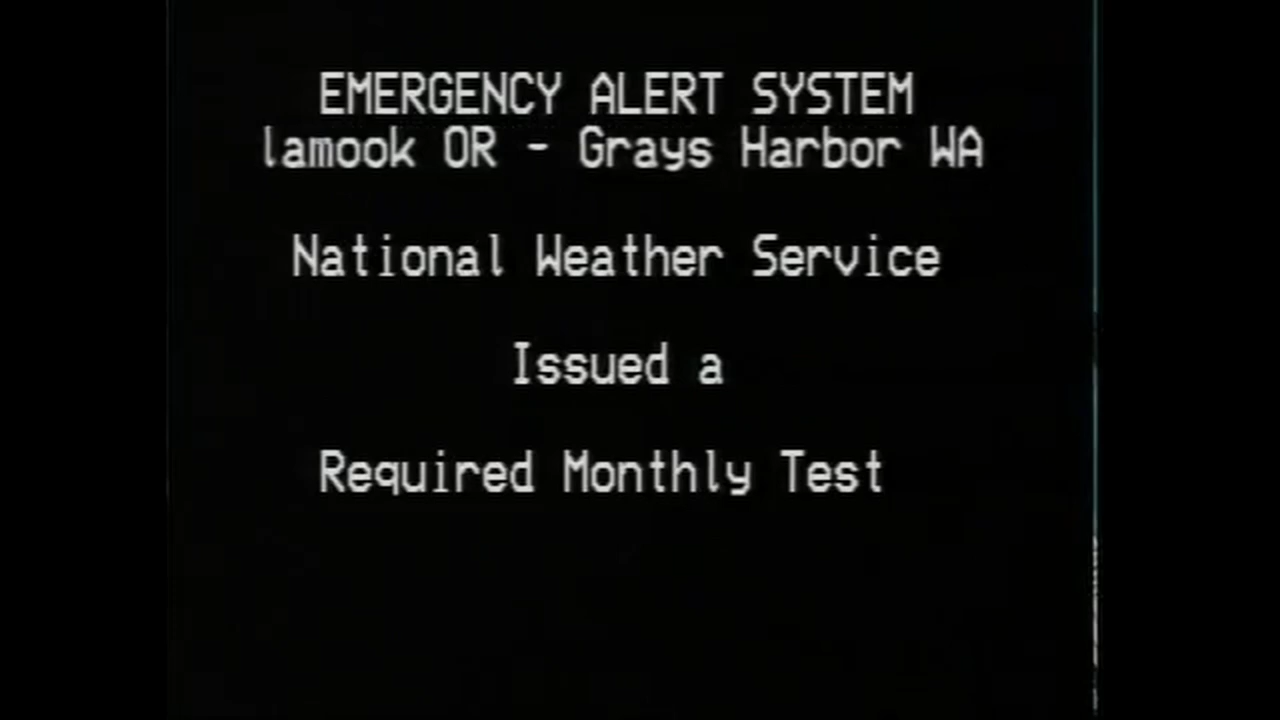 EMERGENCY ALERT SYSTEM
lamook OR - Grays Harbor WA
National Weather Service
Issued a
Required Monthly Test